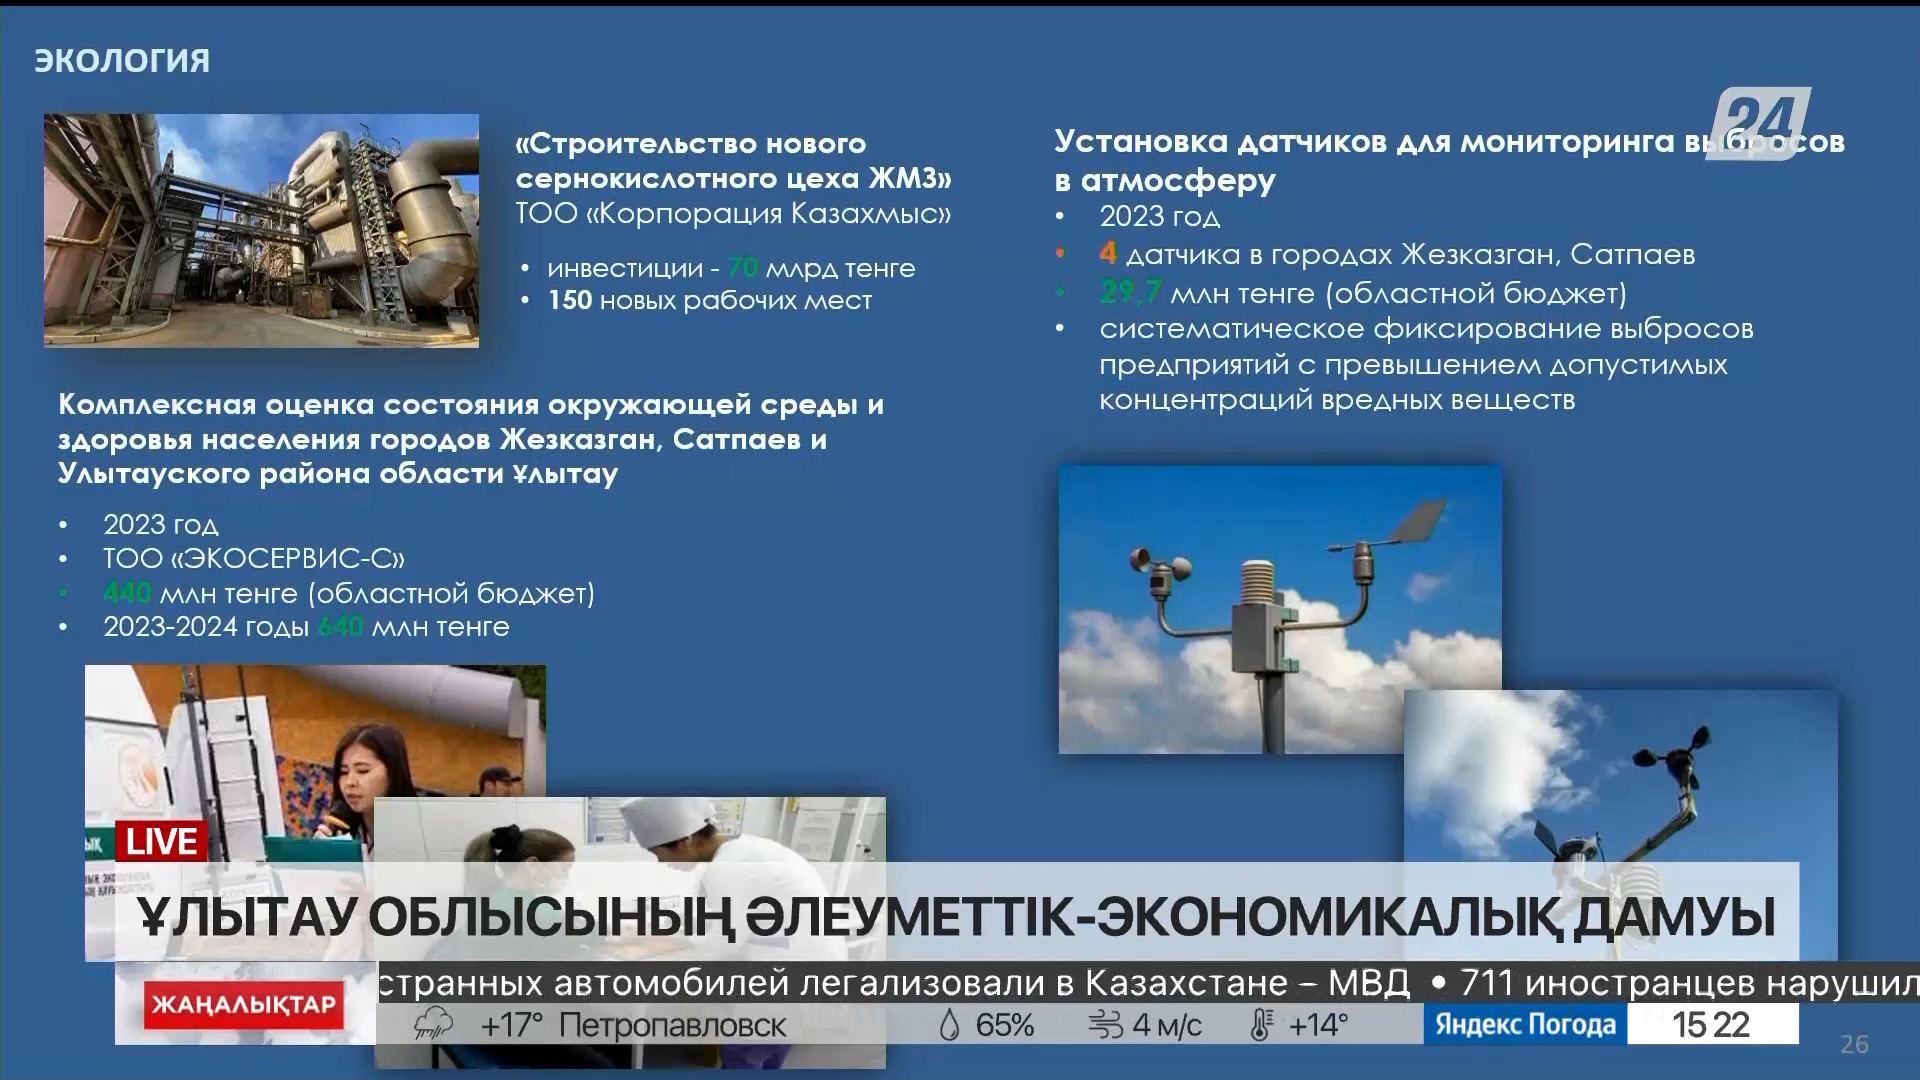 ЭКОЛОГИЯ
«Строительство нового
сернокислотного цеха ЖМЗ»
ТОО «Корпорация Казахмыс»
• инвестиции - 70 млрд тенге
• 150 новых рабочих мест
Установка датчиков для мониторинга выбросов
в атмосферу
• 2023 год
• 4 датчика в городах Жезказган, Сатпаев
• 29,7 млн тенге (областной бюджет)
• систематическое фиксирование выбросов
предприятий с превышением допустимых
концентраций вредных веществ
24
Комплексная оценка состояния окружающей среды и
здоровья населения городов Жезказган, Сатпаев и
Улытауского района области Ұлытау
• 2023 год
• ТОО «ЭКОСЕРВИС-С»
• 440 млн тенге (областной бюджет)
• 2023-2024 годы 640 млн тенге
LIVE
ҰЛЫТАУ ОБЛЫСЫНЫҢ ӘЛЕУМЕТТІК-ЭКОНОМИКАЛЫҚ ДАМУЫ
странных автомобилей легализовали в Казахстане – МВД • 711 иностранцев нарушил
ЖАҢАЛЫҚТАР
+17° Петропавловск 65% 4 м/с +14° Яндекс Погода 15 22
26